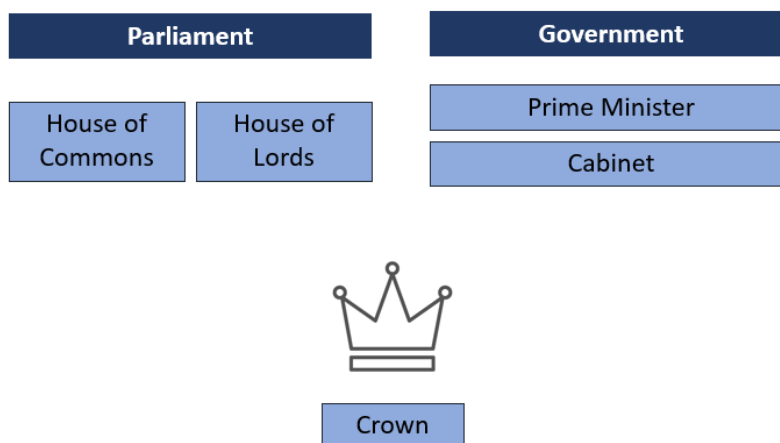 Parliament
Government
House of
Commons
House of
Lords
Prime Minister
Cabinet
Crown